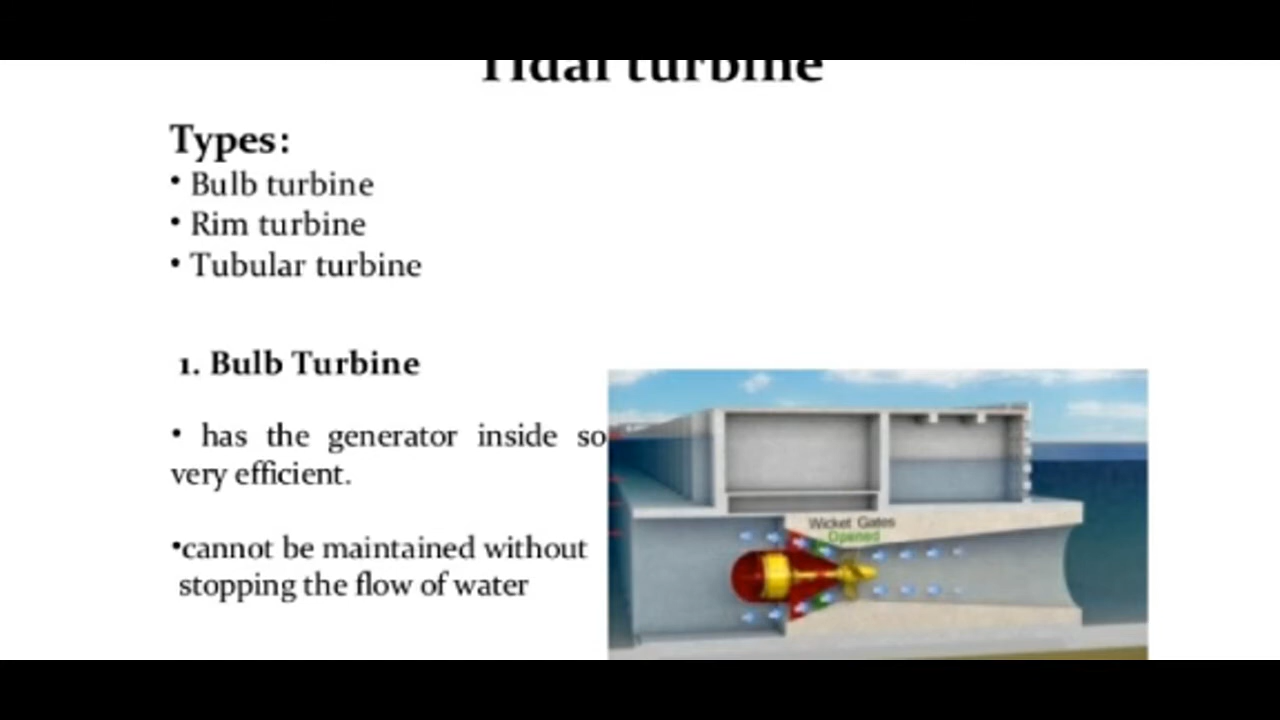 Tidal turbine
Types:
• Bulb turbine
• Rim turbine
• Tubular turbine
1. Bulb Turbine
• has the generator inside so
very efficient.
•cannot be maintained without
stopping the flow of water
Wicket Gates
Opened